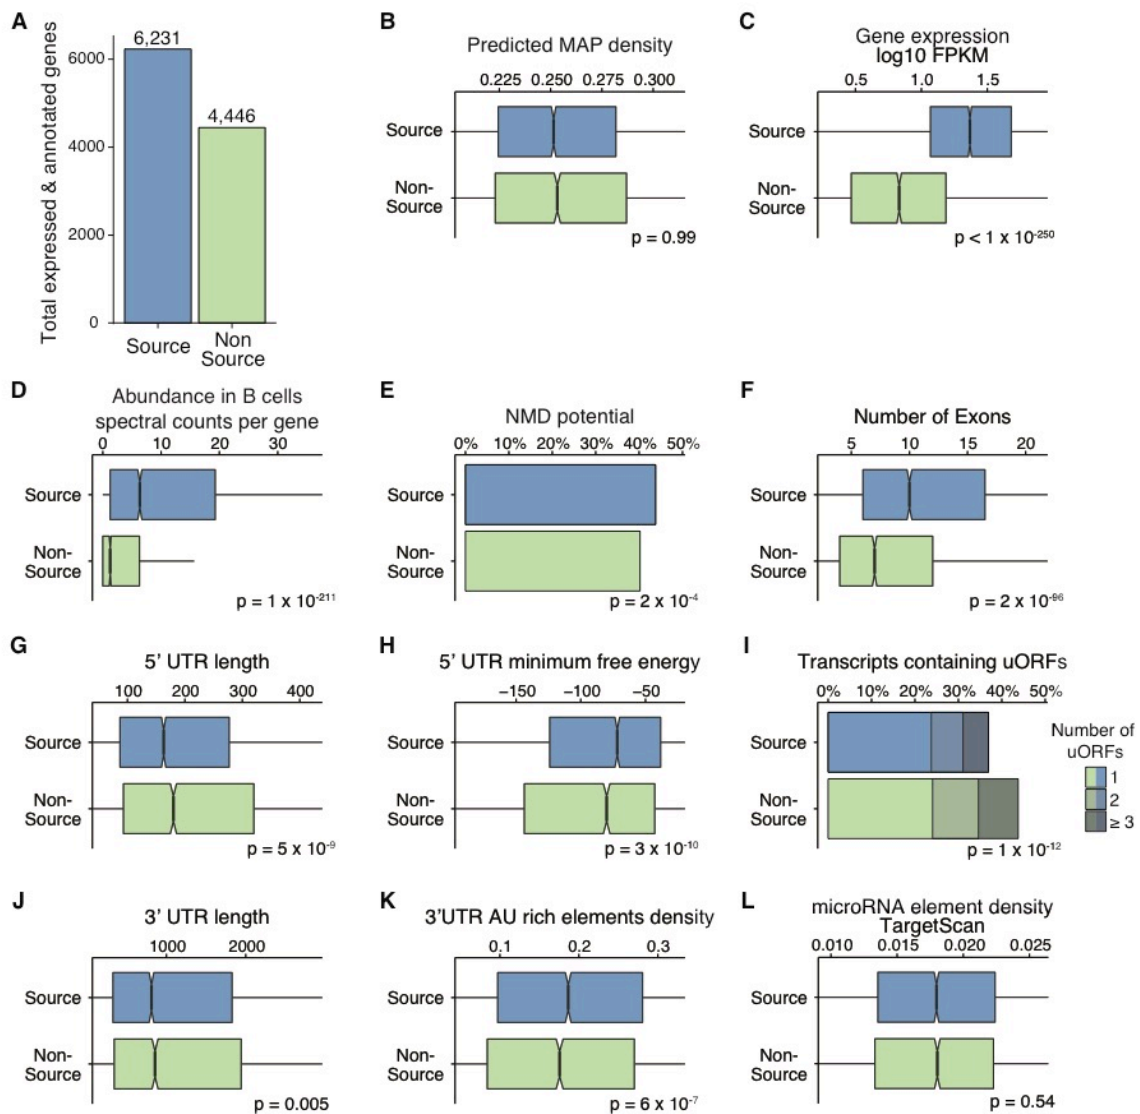 A
Total expressed & annotated genes
6,231
4,446
6000
4000
2000
0
Source
Non
Source
B
Predicted MAP density
0.225 0.250 0.275 0.300
Source
Non-
Source
p = 0.99
C
Gene expression
log10 FPKM
0.5 1.0 1.5
Source
Non-
Source
p < 1 x 10-250
D
Abundance in B cells
spectral counts per gene
0 10 20 30
Source
Non-
Source
p = 1 x 10-211
E
NMD potential
0% 10% 20% 30% 40% 50%
Source
Non-
Source
p = 2 x 10-4
F
Number of Exons
5 10 15 20
Source
Non-
Source
p = 2 x 10-96
G
5' UTR length
100 200 300 400
Source
Non-
Source
p = 5 x 10-9
H
5' UTR minimum free energy
−150 −100 −50
Source
Non-
Source
p = 3 x 10-10
I
Transcripts containing uORFs
0% 10% 20% 30% 40% 50%
Source
Non-
Source
p = 1 x 10-12
Number of
uORFs
1
2
≥ 3
J
3' UTR length
1000 2000
Source
Non-
Source
p = 0.005
K
3'UTR AU rich elements density
0.1 0.2 0.3
Source
Non-
Source
p = 6 x 10-7
L
microRNA element density
TargetScan
0.010 0.015 0.020 0.025
Source
Non-
Source
p = 0.54